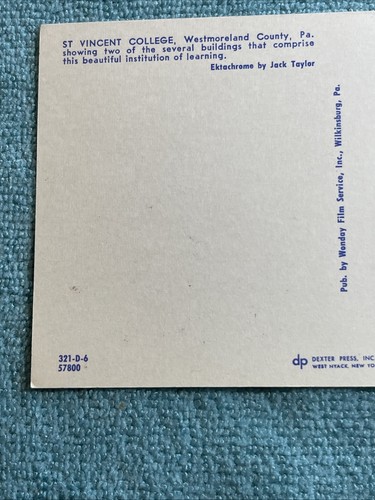 ST VINCENT COLLEGE, Westmoreland County, Pa.
showing two of the several buildings that comprise
this beautiful institution of learning.
Ektachrome by Jack Taylor
Pub. by Wonday Film Service, Inc., Wilkinsburg, Pa.
321-D-6
57800
dp DEXTER PRESS, INC
WEST NYACK, NEW YO